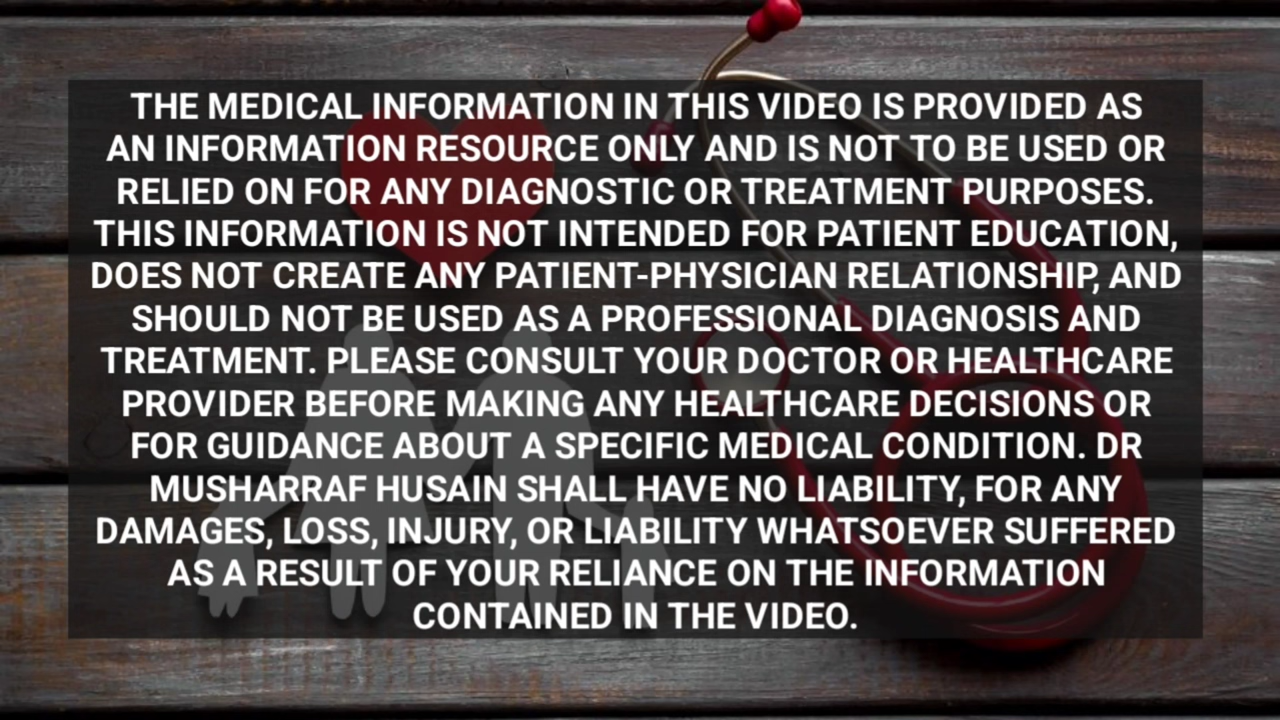 THE MEDICAL INFORMATION IN THIS VIDEO IS PROVIDED AS
AN INFORMATION RESOURCE ONLY AND IS NOT TO BE USED OR
RELIED ON FOR ANY DIAGNOSTIC OR TREATMENT PURPOSES.
THIS INFORMATION IS NOT INTENDED FOR PATIENT EDUCATION,
DOES NOT CREATE ANY PATIENT-PHYSICIAN RELATIONSHIP, AND
SHOULD NOT BE USED AS A PROFESSIONAL DIAGNOSIS AND
TREATMENT. PLEASE CONSULT YOUR DOCTOR OR HEALTHCARE
PROVIDER BEFORE MAKING ANY HEALTHCARE DECISIONS OR
FOR GUIDANCE ABOUT A SPECIFIC MEDICAL CONDITION. DR
MUSHARRAF HUSAIN SHALL HAVE NO LIABILITY, FOR ANY
DAMAGES, LOSS, INJURY, OR LIABILITY WHATSOEVER SUFFERED
AS A RESULT OF YOUR RELIANCE ON THE INFORMATION
CONTAINED IN THE VIDEO.